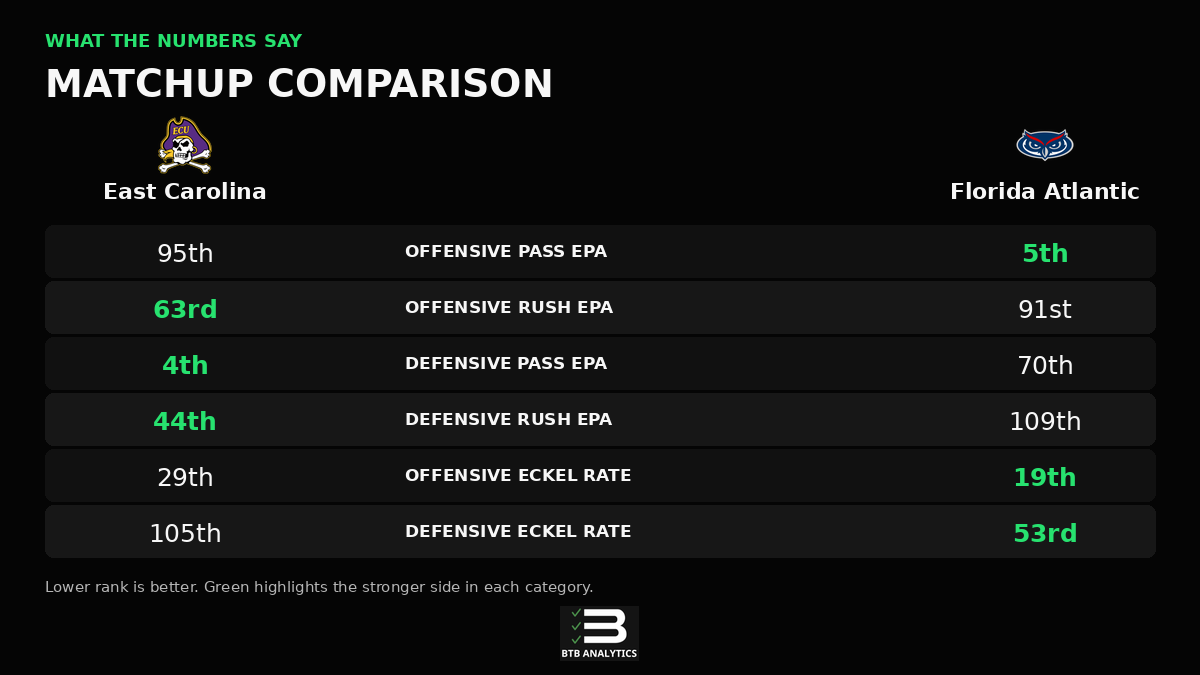 WHAT THE NUMBERS SAY
MATCHUP COMPARISON
ECU
East Carolina
Florida Atlantic
95th OFFENSIVE PASS EPA 5th
63rd OFFENSIVE RUSH EPA 91st
4th DEFENSIVE PASS EPA 70th
44th DEFENSIVE RUSH EPA 109th
29th OFFENSIVE ECKEL RATE 19th
105th DEFENSIVE ECKEL RATE 53rd
Lower rank is better. Green highlights the stronger side in each category.
BTB ANALYTICS